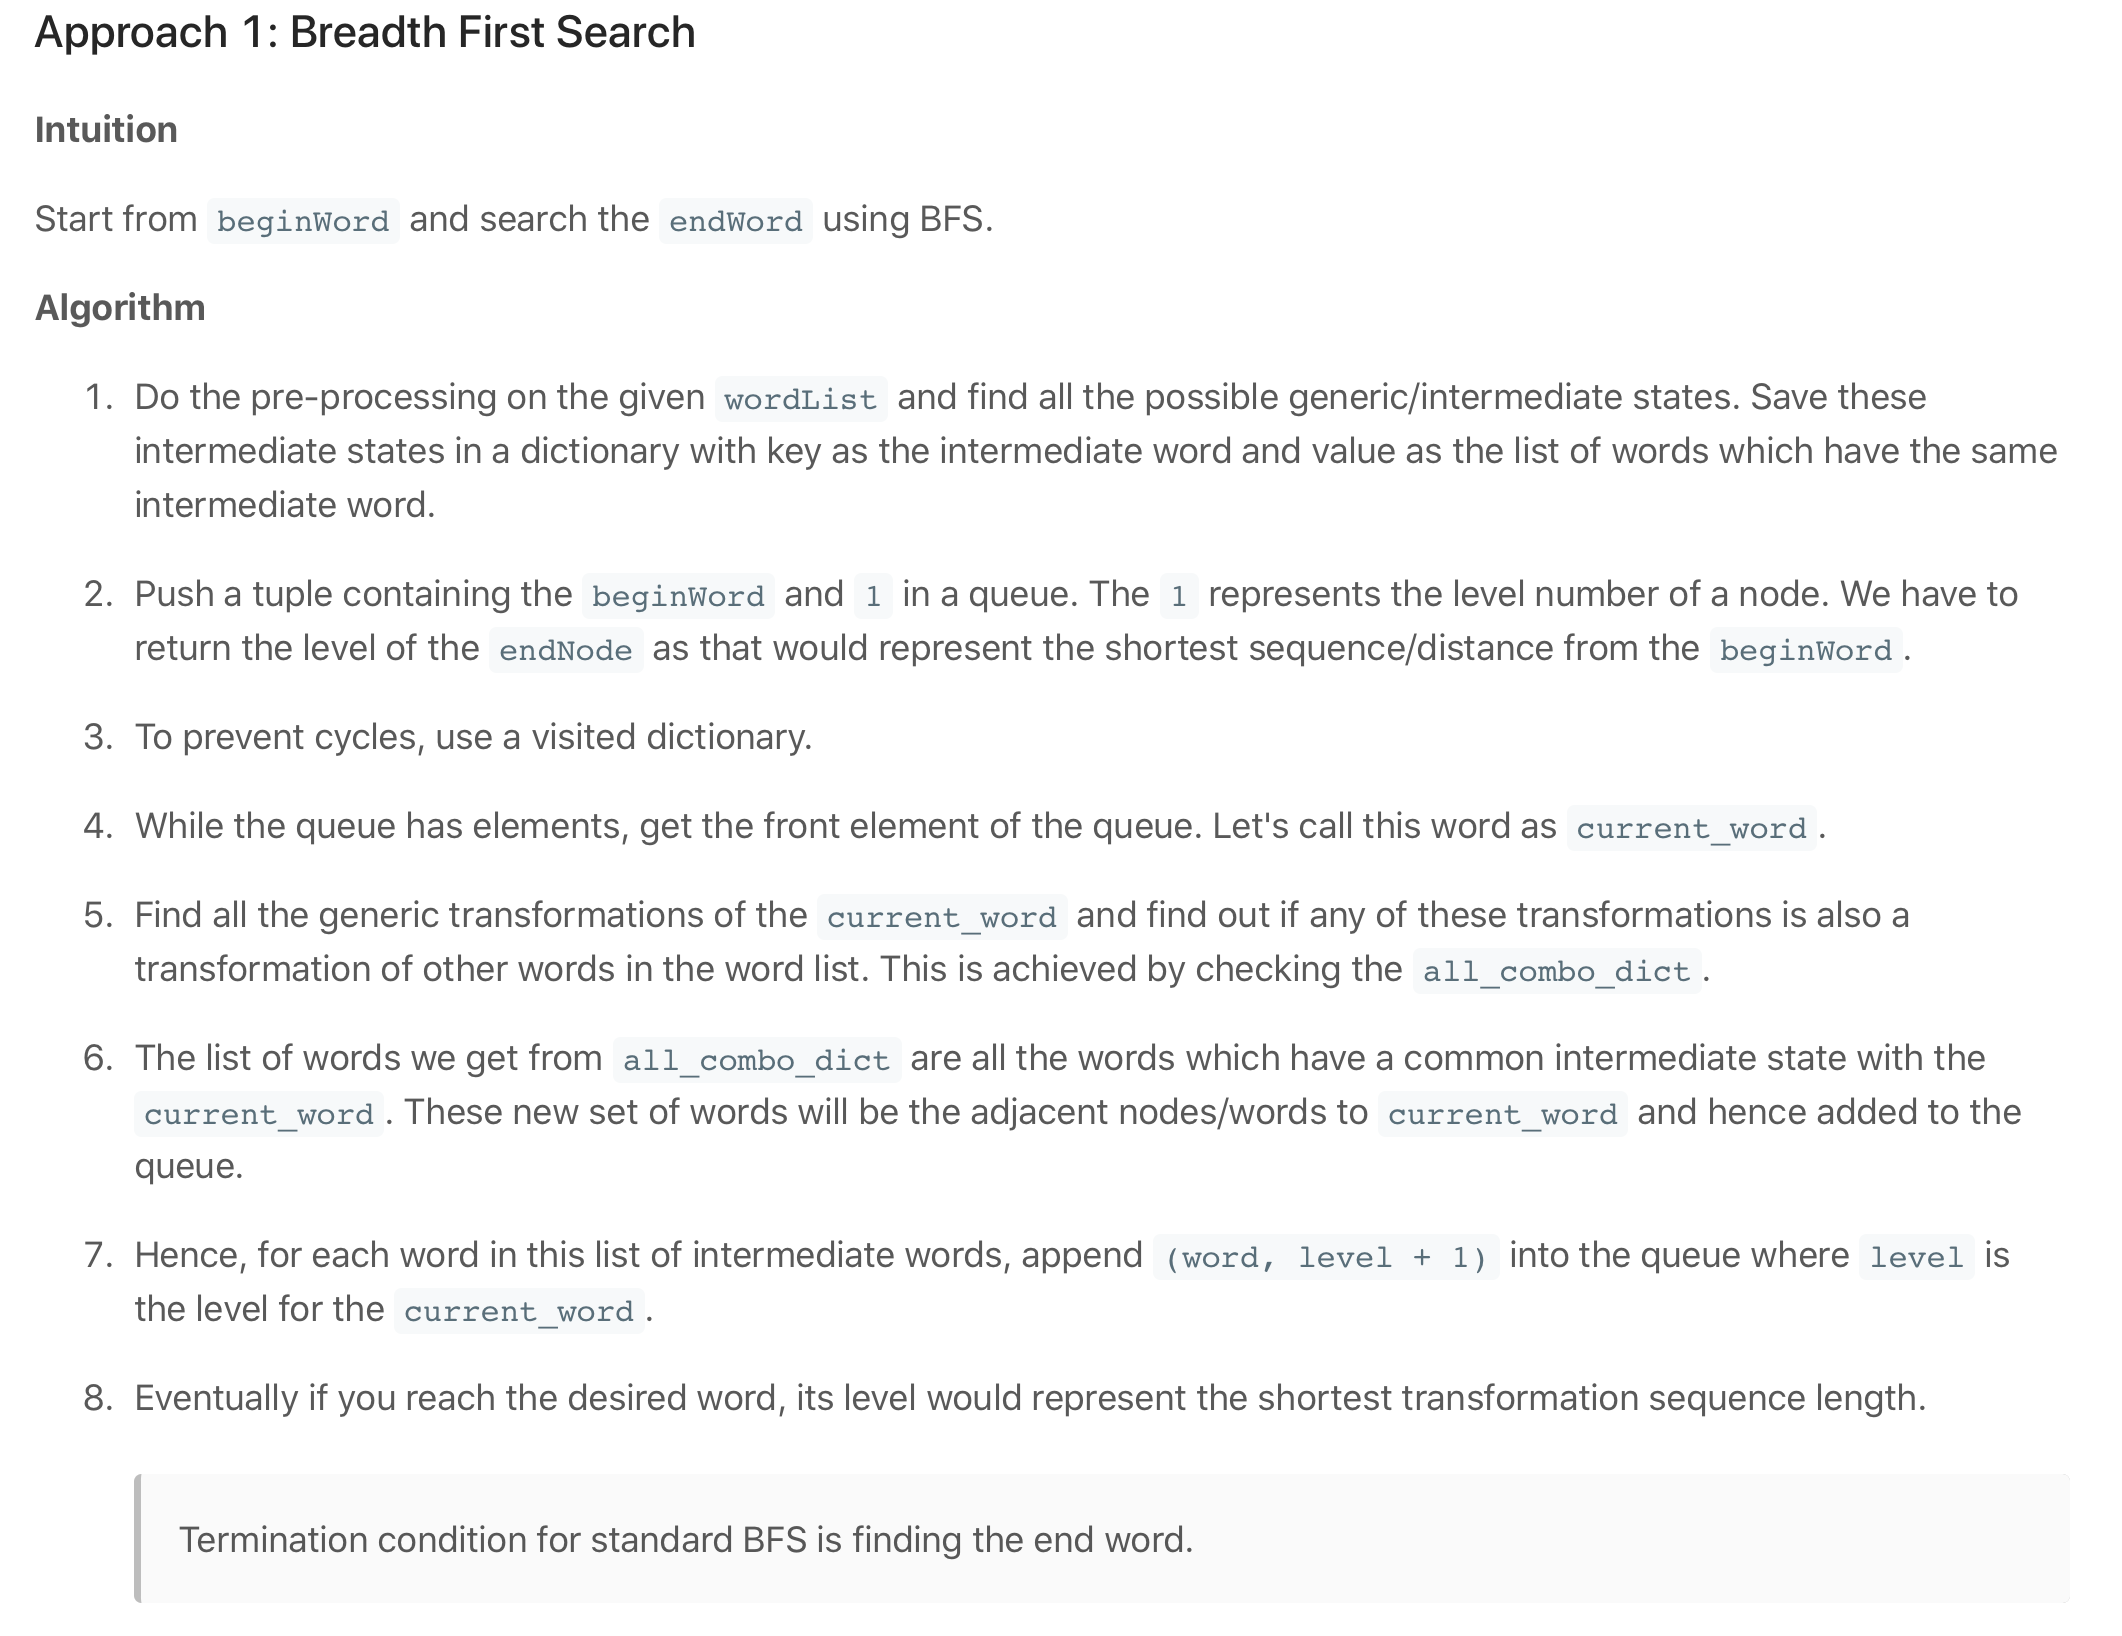 Approach 1: Breadth First Search
Intuition
Start from beginWord and search the endWord using BFS.
Algorithm
1. Do the pre-processing on the given wordList and find all the possible generic/intermediate states. Save these
intermediate states in a dictionary with key as the intermediate word and value as the list of words which have the same
intermediate word.
2. Push a tuple containing the beginWord and 1 in a queue. The 1 represents the level number of a node. We have to
return the level of the endNode as that would represent the shortest sequence/distance from the beginWord.
3. To prevent cycles, use a visited dictionary.
4. While the queue has elements, get the front element of the queue. Let's call this word as current_word.
5. Find all the generic transformations of the current_word and find out if any of these transformations is also a
transformation of other words in the word list. This is achieved by checking the all_combo_dict.
6. The list of words we get from all_combo_dict are all the words which have a common intermediate state with the
current_word. These new set of words will be the adjacent nodes/words to current_word and hence added to the
queue.
7. Hence, for each word in this list of intermediate words, append (word, level + 1) into the queue where level is
the level for the current_word.
8. Eventually if you reach the desired word, its level would represent the shortest transformation sequence length.
Termination condition for standard BFS is finding the end word.